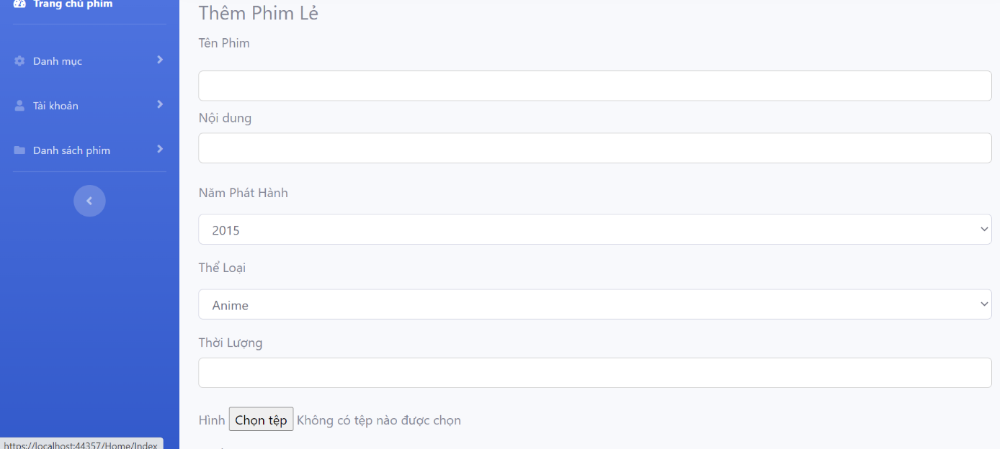 Trang chủ phim
Danh mục
Tài khoản
Danh sách phim
Thêm Phim Lẻ
Tên Phim
Nội dung
Năm Phát Hành
2015
Thể Loại
Anime
Thời Lượng
Hình Chọn tệp Không có tệp nào được chọn
https://localhost:44357/Home/Index